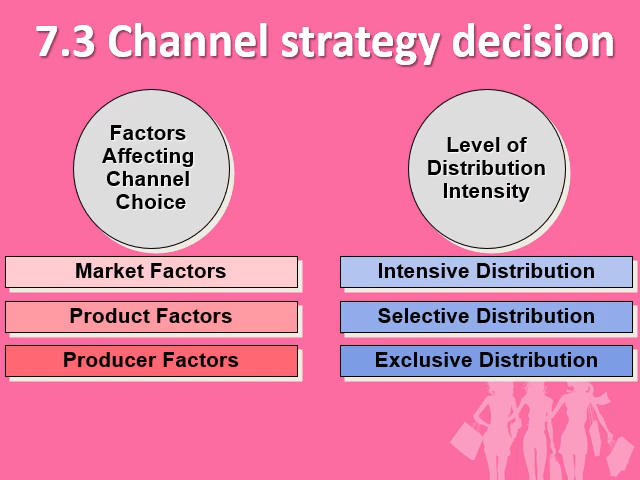 7.3 Channel strategy decision
Factors
Affecting
Channel
Choice
Market Factors
Product Factors
Producer Factors
Level of
Distribution
Intensity
Intensive Distribution
Selective Distribution
Exclusive Distribution